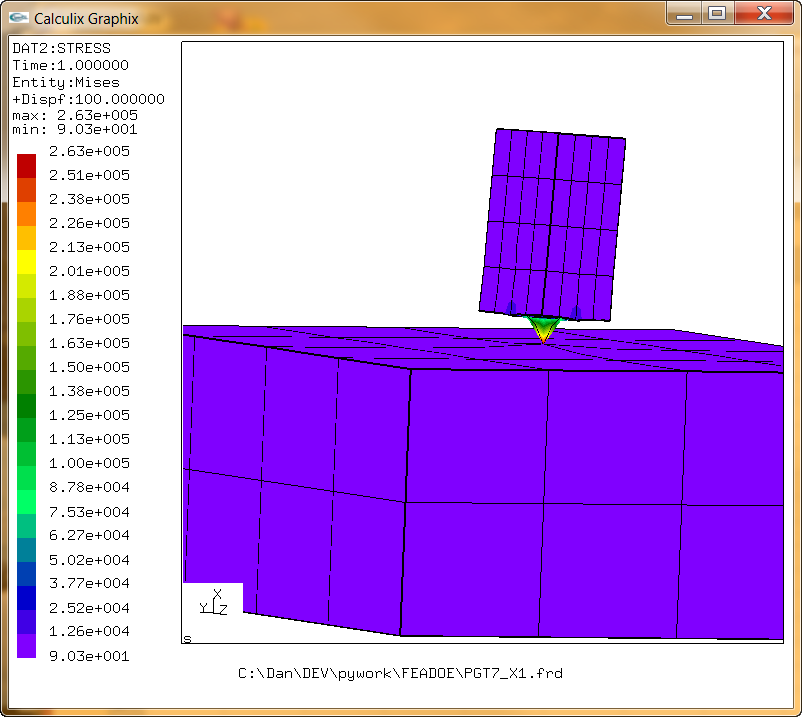 Calculix Graphix
DAT2:STRESS
Time:1.000000
Entity:Mises
+Dispf:100.000000
max: 2.63e+005
min: 9.03e+001
2.63e+005
2.51e+005
2.38e+005
2.26e+005
2.13e+005
2.01e+005
1.88e+005
1.76e+005
1.63e+005
1.50e+005
1.38e+005
1.25e+005
1.13e+005
1.00e+005
8.78e+004
7.53e+004
6.27e+004
5.02e+004
3.77e+004
2.52e+004
1.26e+004
9.03e+001
X
Y Z
S
C:\Dan\DEV\pywork\FEADOE\PGT7_X1.frd